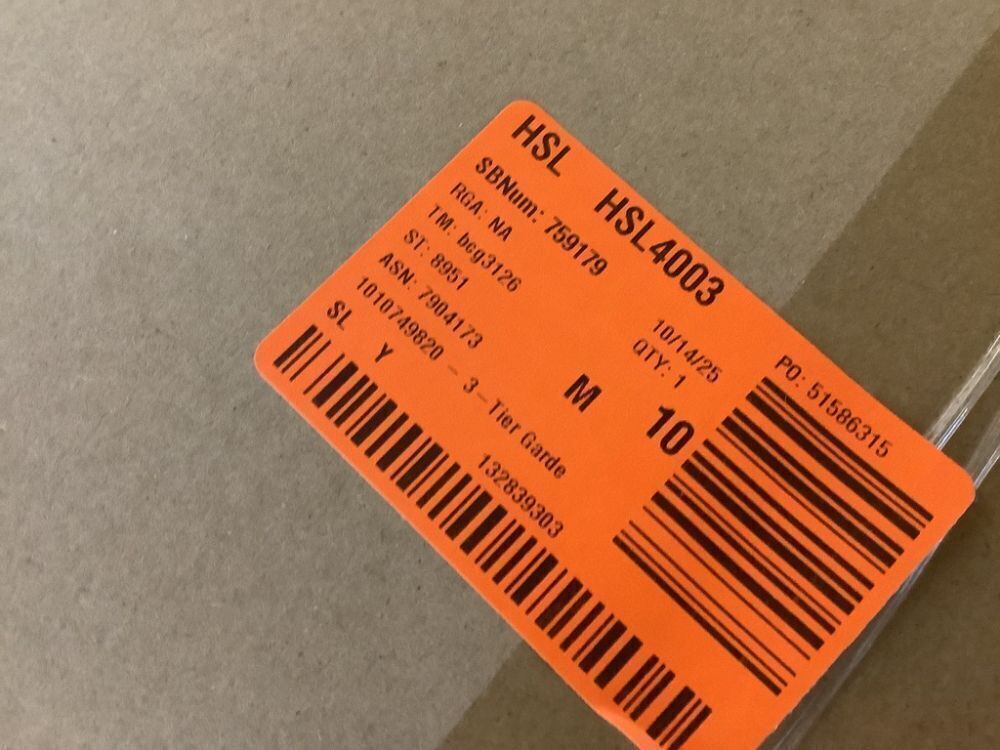 HSL HSL4003
SBNum: 759179
RGA: NA
TM: bcg3126
10/14/25
ST: 8951
QTY: 1
PO: 51586315
ASN: 7904173
M 10
1010749820 - 3-Tier Garde
SL Y 132839303